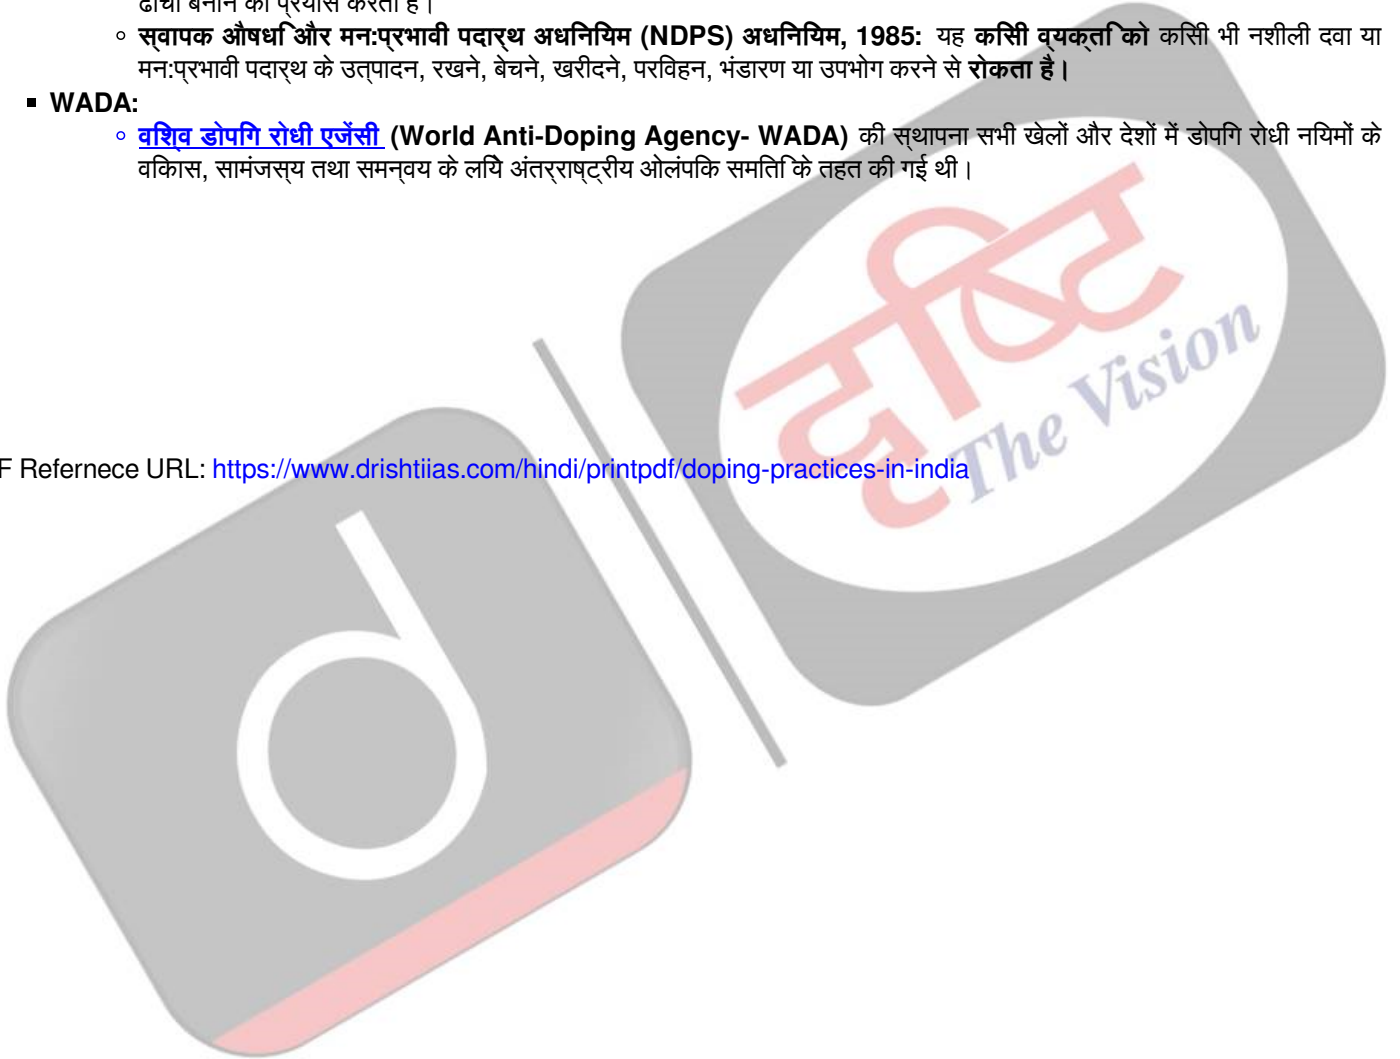 ढाँचा बनाने का प्रयास करता है।
स्वापक औषधि और मन:प्रभावी पदार्थ अधिनियम (NDPS) अधिनियम, 1985: यह किसी व्यक्ति को किसी भी नशीली दवा या
मन:प्रभावी पदार्थ के उत्पादन, रखने, बेचने, खरीदने, परिवहन, भंडारण या उपभोग करने से रोकता है।
WADA:
विश्व डोपिंग रोधी एजेंसी (World Anti-Doping Agency- WADA) की स्थापना सभी खेलों और देशों में डोपिंग रोधी नियमों के
विकास, सामंजस्य तथा समन्वय के लिये अंतर्राष्ट्रीय ओलंपिक समिति के तहत की गई थी।
दृष्टि
The Vision
F Refernece URL: https://www.drishtiias.com/hindi/printpdf/doping-practices-in-india
d